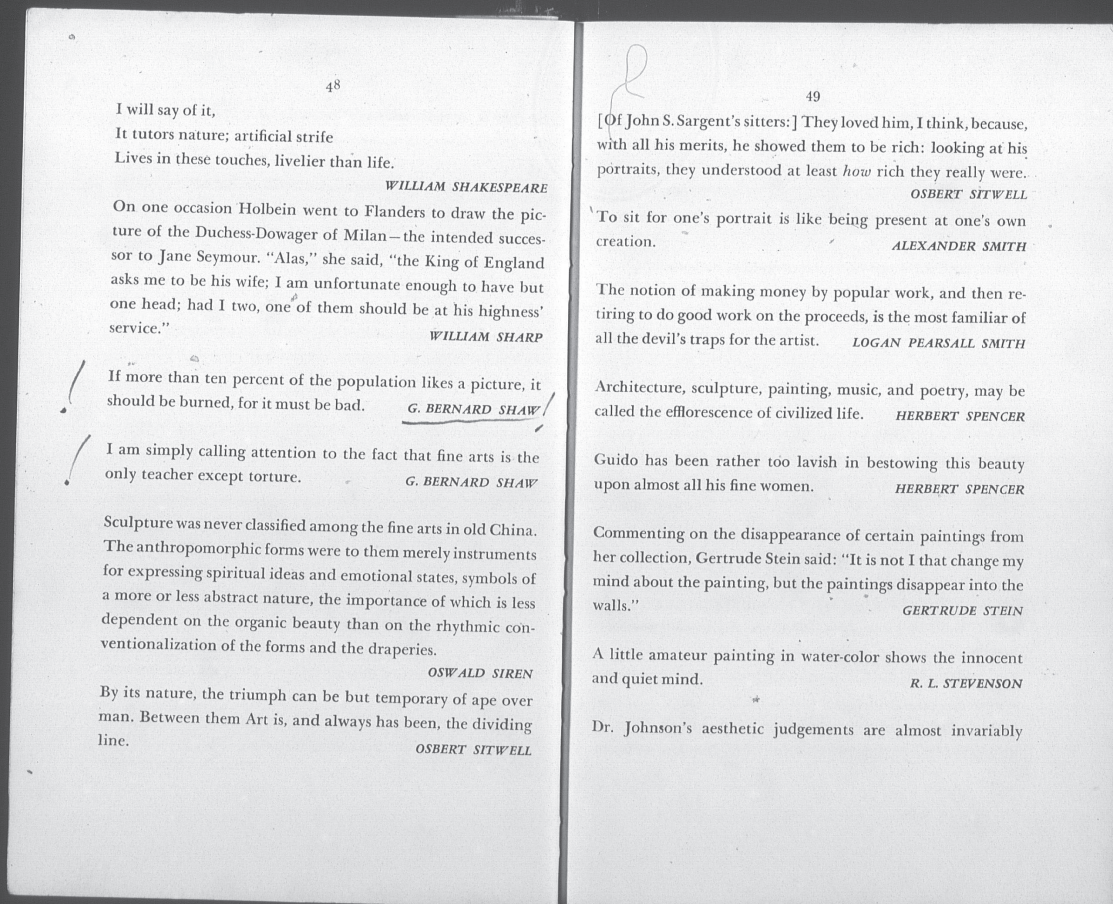 48
I will say of it,
It tutors nature; artificial strife
Lives in these touches, livelier than life.
WILLIAM SHAKESPEARE
On one occasion Holbein went to Flanders to draw the pic-
ture of the Duchess-Dowager of Milan—the intended succes-
sor to Jane Seymour. "Alas," she said, "the King of England
asks me to be his wife; I am unfortunate enough to have but
one head; had I two, one of them should be at his highness'
service." WILLIAM SHARP
If more than ten percent of the population likes a picture, it
should be burned, for it must be bad. G. BERNARD SHAW
I am simply calling attention to the fact that fine arts is the
only teacher except torture. G. BERNARD SHAW
Sculpture was never classified among the fine arts in old China.
The anthropomorphic forms were to them merely instruments
for expressing spiritual ideas and emotional states, symbols of
a more or less abstract nature, the importance of which is less
dependent on the organic beauty than on the rhythmic con-
ventionalization of the forms and the draperies.
OSWALD SIREN
By its nature, the triumph can be but temporary of ape over
man. Between them Art is, and always has been, the dividing
line. OSBERT SITWELL
49
[Of John S. Sargent's sitters:] They loved him, I think, because,
with all his merits, he showed them to be rich: looking at his
portraits, they understood at least how rich they really were.
OSBERT SITWELL
To sit for one's portrait is like being present at one's own
creation. ALEXANDER SMITH
The notion of making money by popular work, and then re-
tiring to do good work on the proceeds, is the most familiar of
all the devil's traps for the artist. LOGAN PEARSALL SMITH
Architecture, sculpture, painting, music, and poetry, may be
called the efflorescence of civilized life. HERBERT SPENCER
Guido has been rather too lavish in bestowing this beauty
upon almost all his fine women. HERBERT SPENCER
Commenting on the disappearance of certain paintings from
her collection, Gertrude Stein said: "It is not I that change my
mind about the painting, but the paintings disappear into the
walls." GERTRUDE STEIN
A little amateur painting in water-color shows the innocent
and quiet mind. R. L. STEVENSON
Dr. Johnson's aesthetic judgements are almost invariably